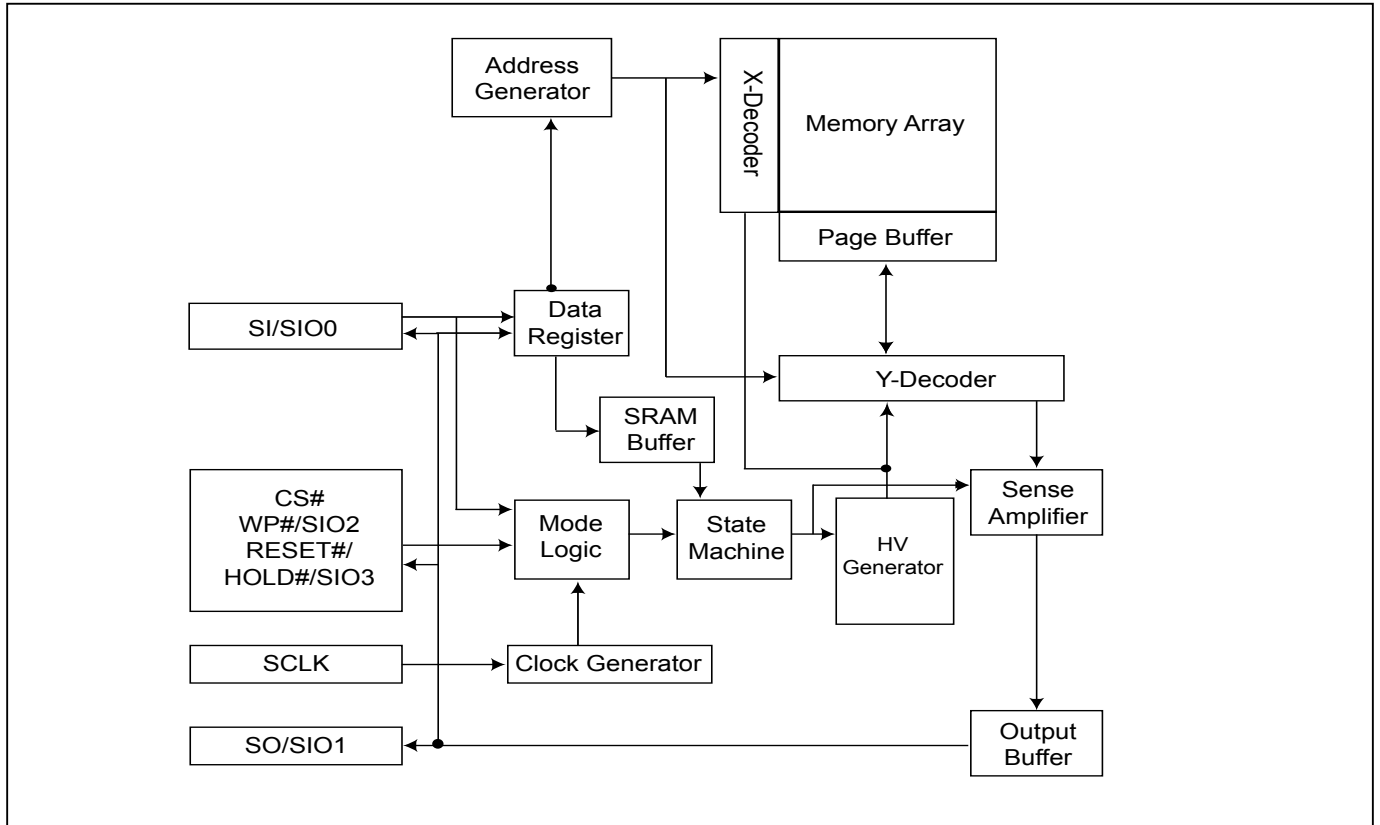 Address
Generator
X-Decoder
Memory Array
Page Buffer
SI/SIO0
Data
Register
Y-Decoder
SRAM
Buffer
CS#
WP#/SIO2
RESET#/
HOLD#/SIO3
Mode
Logic
State
Machine
HV
Generator
Sense
Amplifier
SCLK
Clock Generator
SO/SIO1
Output
Buffer